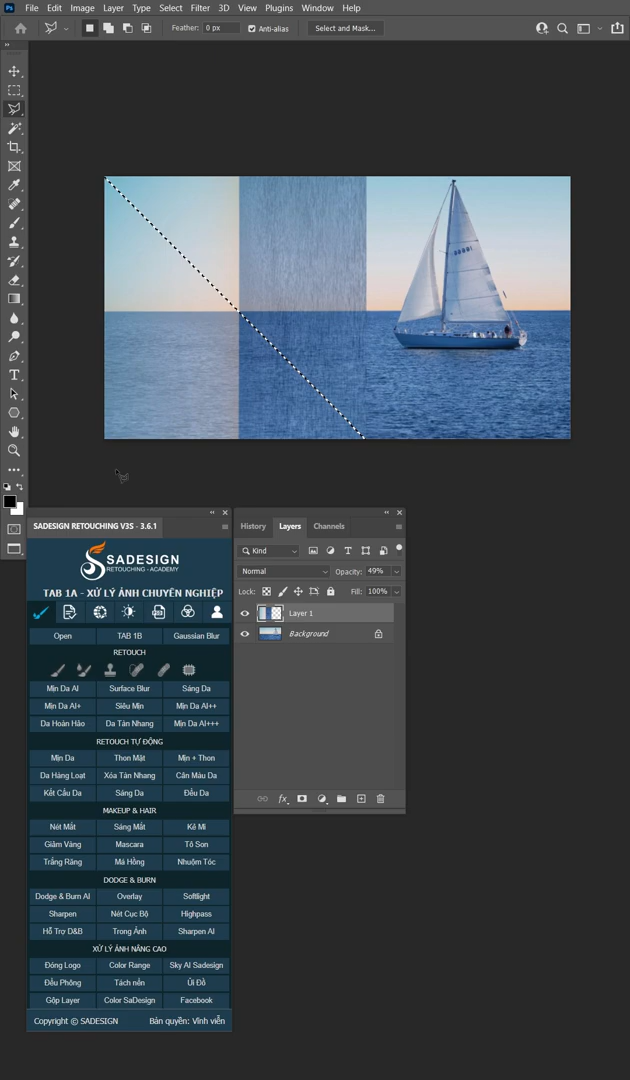 Ps File Edit Image Layer Type Select Filter 3D View Plugins Window Help
Feather: 0 px Anti-alias Select and Mask...
SADESIGN RETOUCHING V3S - 3.6.1
SADESIGN
RETOUCHING - ACADEMY
TAB 1A - XỬ LÝ ẢNH CHUYÊN NGHIỆP
Open TAB 1B Gaussian Blur
RETOUCH
Mịn Da AI Surface Blur Sáng Da
Mịn Da AI+ Siêu Mịn Mịn Da AI++
Da Hoàn Hảo Da Tàn Nhang Mịn Da AI+++
RETOUCH TỰ ĐỘNG
Mịn Da Thon Mặt Mịn + Thon
Da Hàng Loạt Xóa Tàn Nhang Cân Màu Da
Kết Cấu Da Sáng Da Đều Da
MAKEUP & HAIR
Nét Mắt Sáng Mắt Kẻ Mi
Giảm Váng Mascara Tô Son
Trắng Răng Má Hồng Nhuộm Tóc
DODGE & BURN
Dodge & Burn AI Overlay Softlight
Sharpen Nét Cục Bộ Highpass
Hỗ Trợ D&B Trong Ảnh Sharpen AI
XỬ LÝ ẢNH NÂNG CAO
Đóng Logo Color Range Sky AI Sadesign
Đều Phông Tách nền Ủi Đồ
Gộp Layer Color SaDesign Facebook
Copyright © SADESIGN Bản quyền: Vĩnh viễn
History Layers Channels
Kind
Normal Opacity: 49%
Lock: Fill: 100%
Layer 1
Background